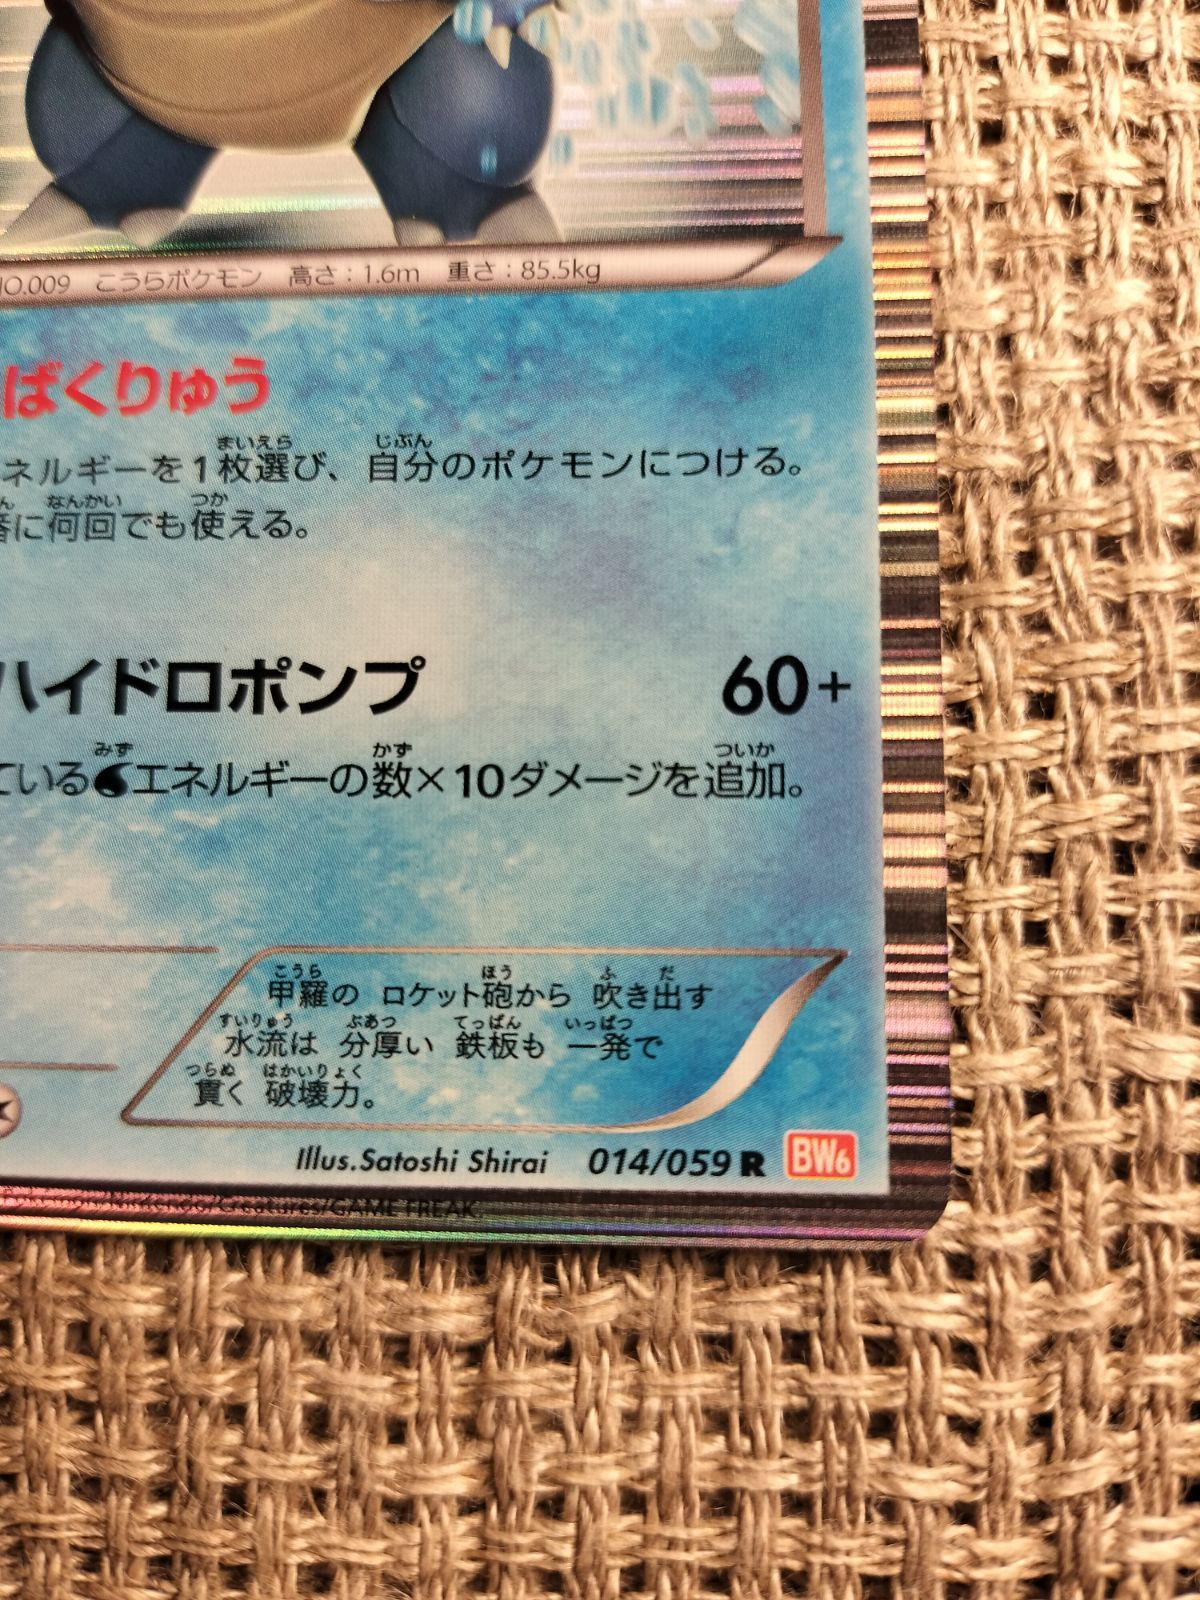 NO.009 こうらポケモン 高さ：1.6m 重さ：85.5kg
ばくりゅう
ネルギーを1枚選び、自分のポケモンにつける。
番に何回でも使える。
ハイドロポンプ 60+
ているエネルギーの数×10ダメージを追加。
甲羅の ロケット砲から 吹き出す
水流は 分厚い 鉄板も 一発で
貫く 破壊力。
Illus.Satoshi Shirai 014/059 R BW6
Nintendo/Creatures/GAME FREAK.